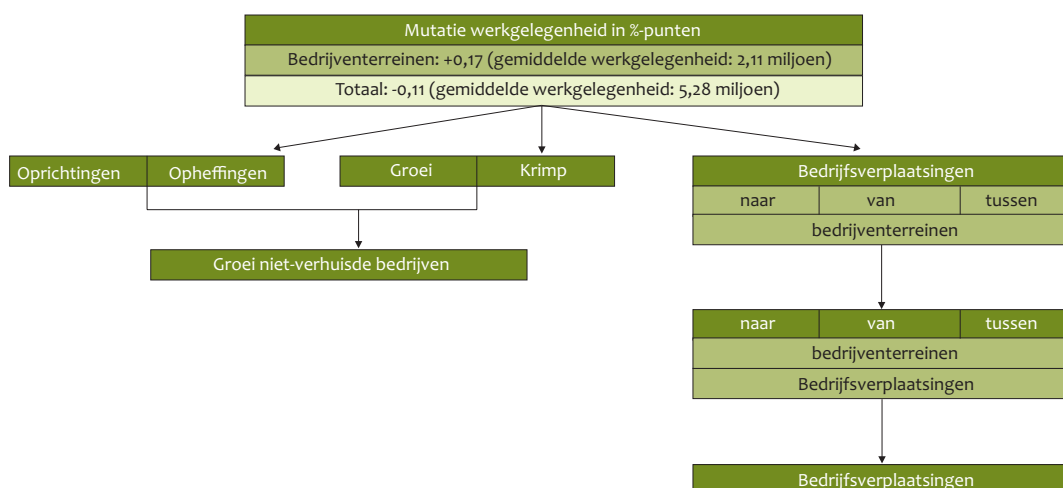 Mutatie werkgelegenheid in %-punten
Bedrijventerreinen: +0,17 (gemiddelde werkgelegenheid: 2,11 miljoen)
Totaal: -0,11 (gemiddelde werkgelegenheid: 5,28 miljoen)
Oprichtingen Opheffingen Groei Krimp Bedrijfsverplaatsingen
naar van tussen
bedrijventerreinen
Groei niet-verhuisde bedrijven
naar van tussen
bedrijventerreinen
Bedrijfsverplaatsingen
Bedrijfsverplaatsingen